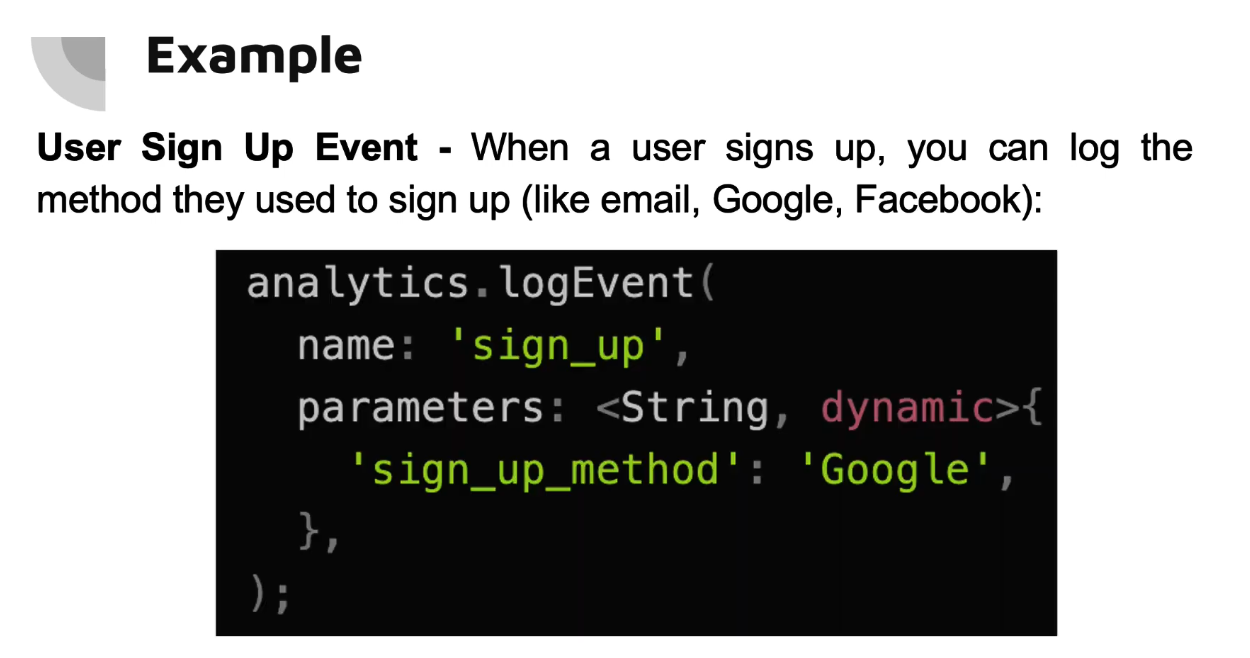 Example
User Sign Up Event - When a user signs up, you can log the
method they used to sign up (like email, Google, Facebook):
analytics.logEvent(
  name: 'sign_up',
  parameters: <String, dynamic>{
    'sign_up_method': 'Google',
  },
);